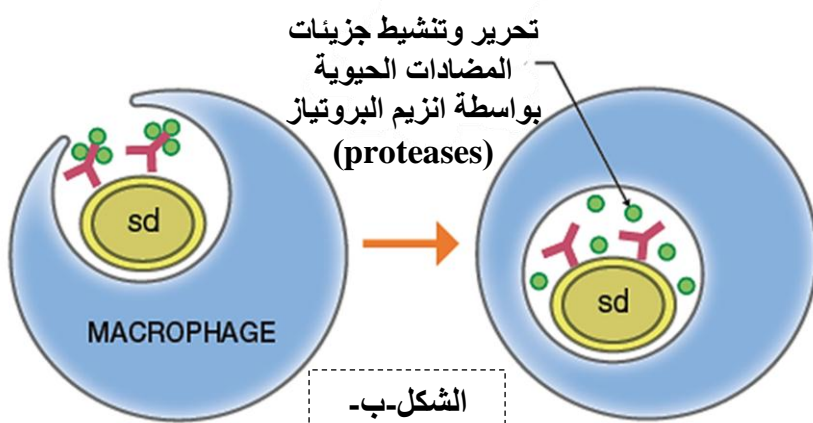 تحرير وتنشيط جزيئات
المضادات الحيوية
بواسطة انزيم البروتياز
(proteases)
sd
MACROPHAGE
sd
الشكل-ب-